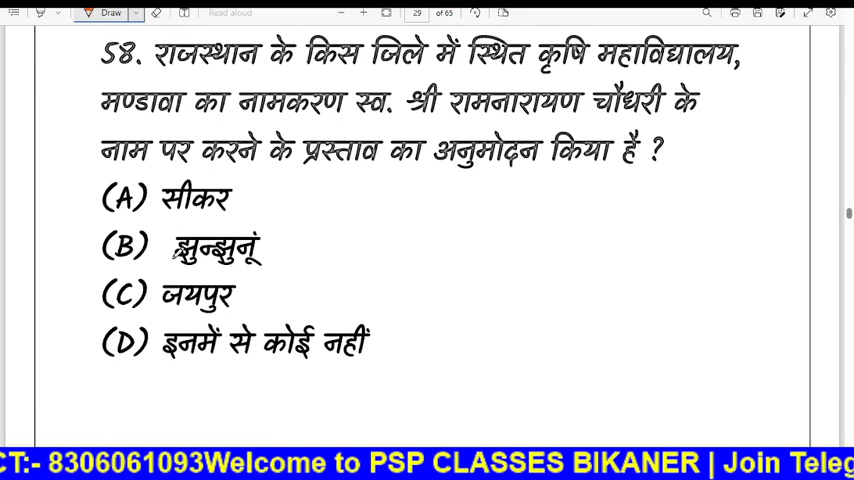 Draw
Read aloud
29 of 65
58. राजस्थान के किस जिले में स्थित कृषि महाविद्यालय,
मण्डावा का नामकरण स्व. श्री रामनारायण चौधरी के
नाम पर करने के प्रस्ताव का अनुमोदन किया है ?
(A) सीकर
(B) झुन्झुनूं
(C) जयपुर
(D) इनमें से कोई नहीं
CT:- 8306061093Welcome to PSP CLASSES BIKANER | Join Teleg